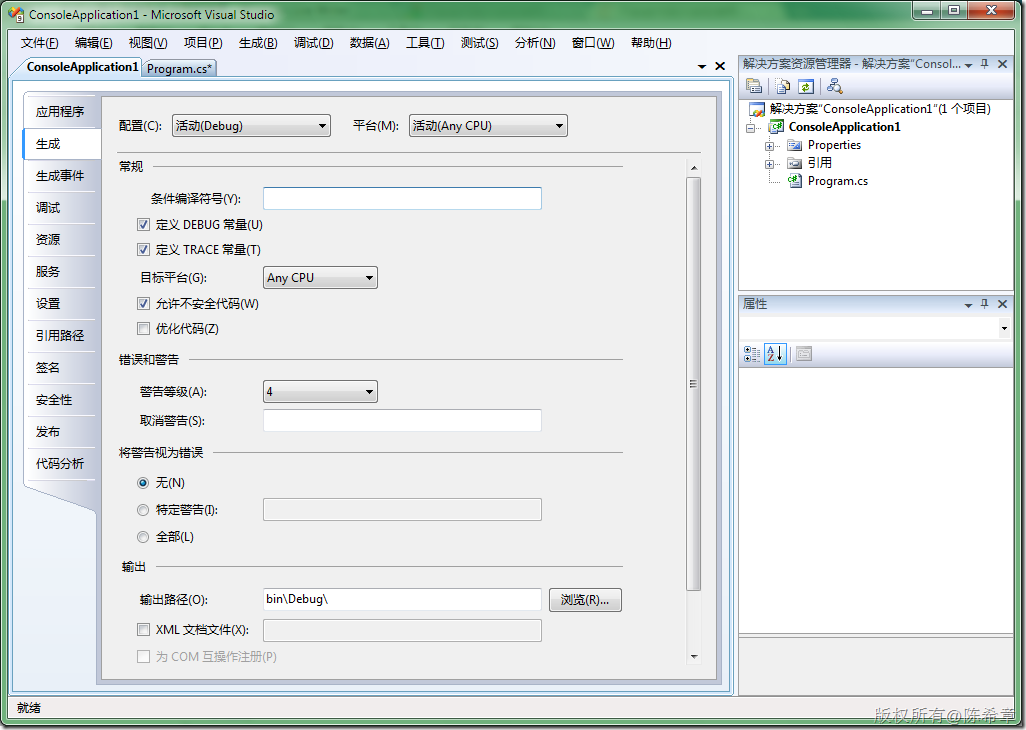 ConsoleApplication1 - Microsoft Visual Studio
文件(F) 编辑(E) 视图(V) 项目(P) 生成(B) 调试(D) 数据(A) 工具(T) 测试(S) 分析(N) 窗口(W) 帮助(H)
ConsoleApplication1 Program.cs*
应用程序
生成
生成事件
调试
资源
服务
设置
引用路径
签名
安全性
发布
代码分析
配置(C): 活动(Debug) 平台(M): 活动(Any CPU)
常规
条件编译符号(Y):
定义 DEBUG 常量(U)
定义 TRACE 常量(T)
目标平台(G): Any CPU
允许不安全代码(W)
优化代码(Z)
错误和警告
警告等级(A): 4
取消警告(S):
将警告视为错误
无(N)
特定警告(I):
全部(L)
输出
输出路径(O): bin\Debug\ 浏览(R)...
XML 文档文件(X):
为 COM 互操作注册(P)
解决方案资源管理器 - 解决方案"Consol...
解决方案"ConsoleApplication1"(1 个项目)
ConsoleApplication1
Properties
引用
Program.cs
属性
就绪
版权所有@陈希章